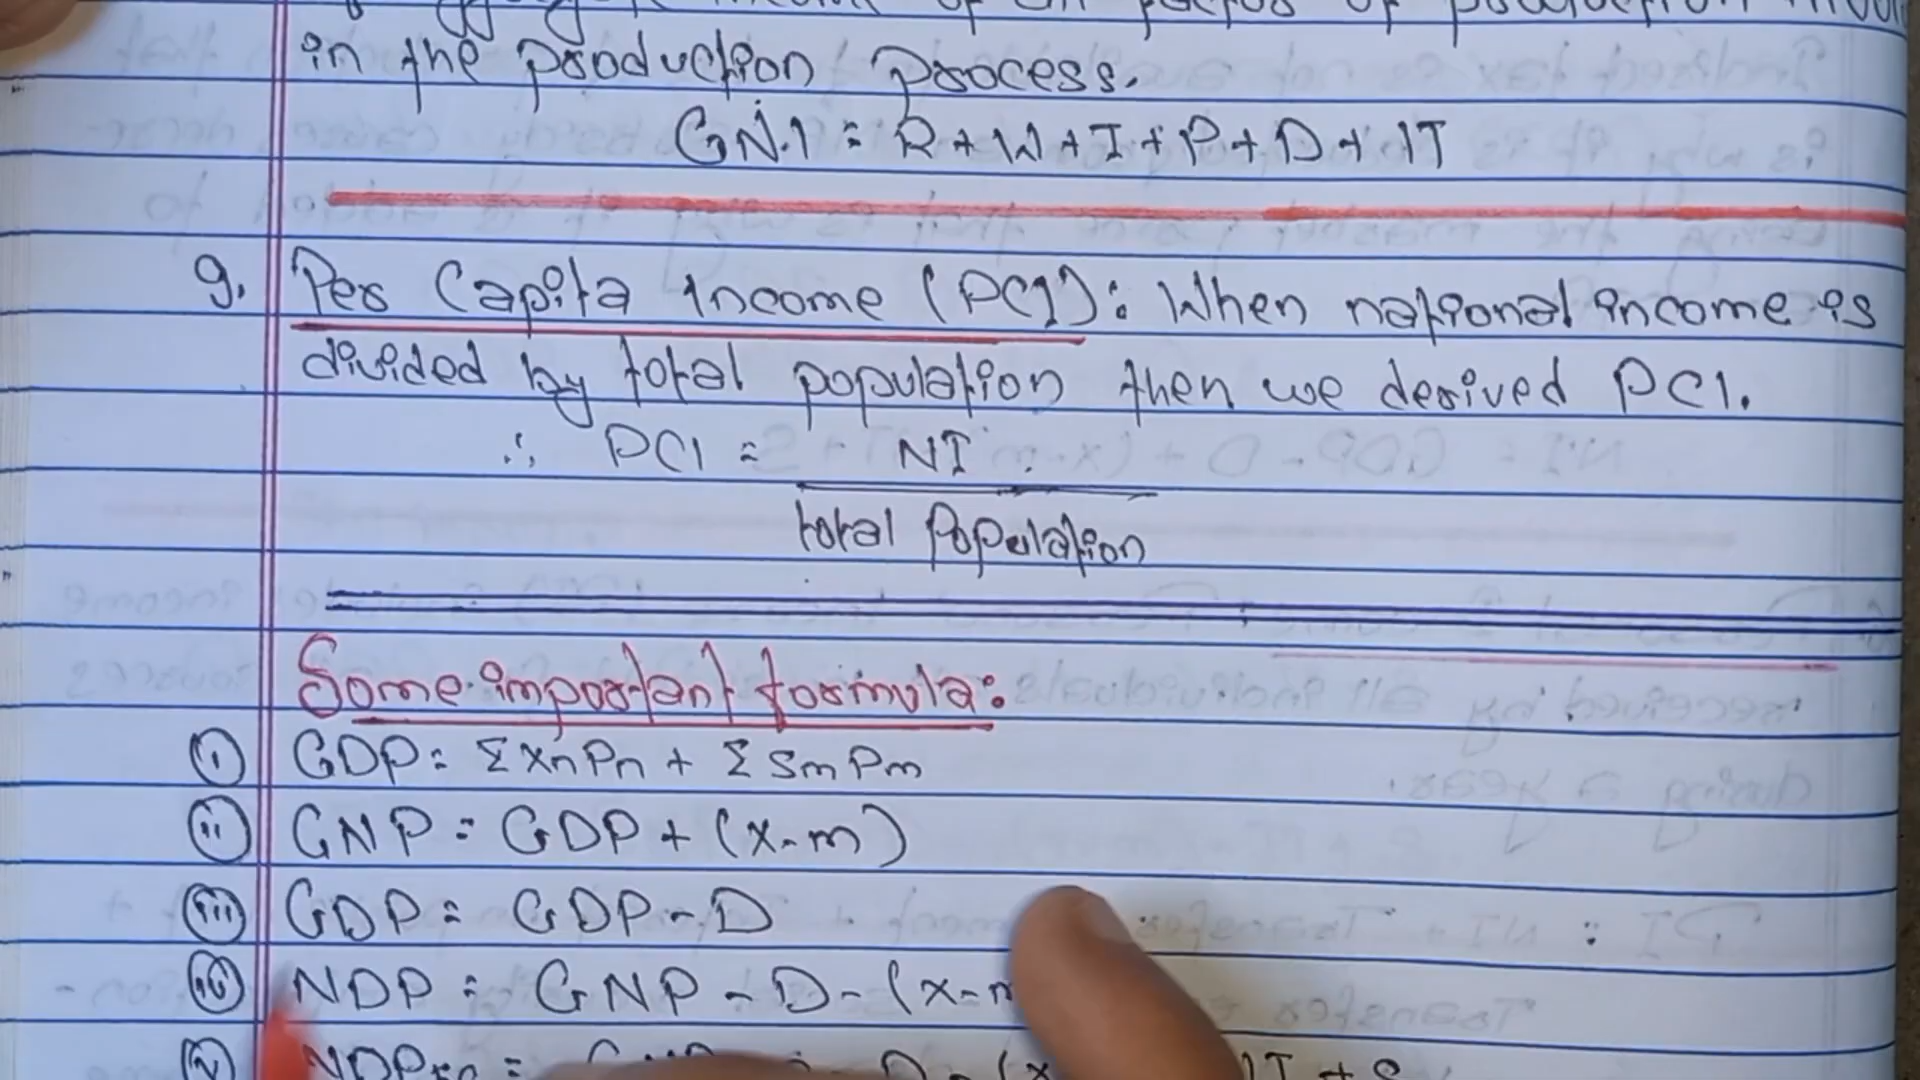 in the production process.
GN.I = R + W + I + P + D + IT
9. Per Capita Income (PCI): When national income is
divided by total population then we derived PCI.
∴ PCI = NI
total Population
Some important formula:
(i) GDP = ΣXnPn + ΣSmPm
(ii) GNP = GDP + (x-m)
(iii) GDP = GDP - D
(iv) NDP = GNP - D - (x-m
(v)